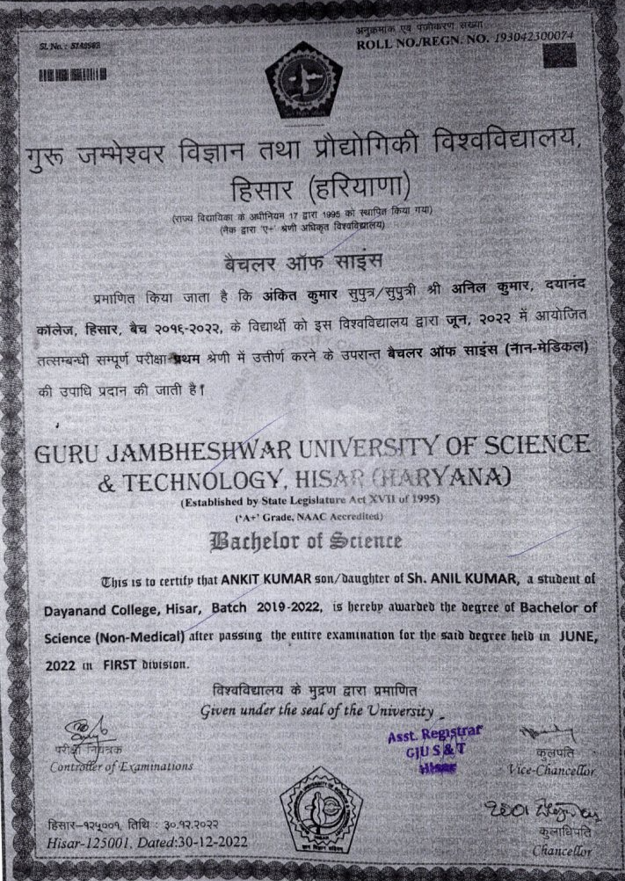 Sl. No. :
अनुक्रमांक एवं पंजीकरण संख्या
ROLL NO./REGN. NO. 193042300074
गुरू जम्भेश्वर विज्ञान तथा प्रौद्योगिकी विश्वविद्यालय,
हिसार (हरियाणा)
(राज्य विधायिका के अधीनियम 17 द्वारा 1995 को स्थापित किया गया)
(नैक द्वारा 'ए+' श्रेणी अधिकृत विश्वविद्यालय)
बैचलर ऑफ साइंस
प्रमाणित किया जाता है कि अंकित कुमार सुपुत्र/सुपुत्री श्री अनिल कुमार, दयानंद
कॉलेज, हिसार, बैच २०१६-२०२२, के विद्यार्थी को इस विश्वविद्यालय द्वारा जून, २०२२ में आयोजित
तत्सम्बन्धी सम्पूर्ण परीक्षा प्रथम श्रेणी में उत्तीर्ण करने के उपरान्त बैचलर ऑफ साइंस (नॉन-मेडिकल)
की उपाधि प्रदान की जाती है।
GURU JAMBHESHWAR UNIVERSITY OF SCIENCE
& TECHNOLOGY, HISAR (HARYANA)
(Established by State Legislature Act XVII of 1995)
('A+' Grade, NAAC Accredited)
Bachelor of Science
This is to certify that ANKIT KUMAR son/daughter of Sh. ANIL KUMAR, a student of
Dayanand College, Hisar, Batch 2019-2022, is hereby awarded the degree of Bachelor of
Science (Non-Medical) after passing the entire examination for the said degree held in JUNE,
2022 in FIRST division.
विश्वविद्यालय के मुद्रण द्वारा प्रमाणित
Given under the seal of the University
परीक्षा नियंत्रक
Controller of Examinations
Asst. Registrar
GJU S & T
Hisar
कुलपति
Vice-Chancellor
हिसार-१२५००१, तिथि : ३०.१२.२०२२
Hisar-125001, Dated:30-12-2022
कुलाधिपति
Chancellor